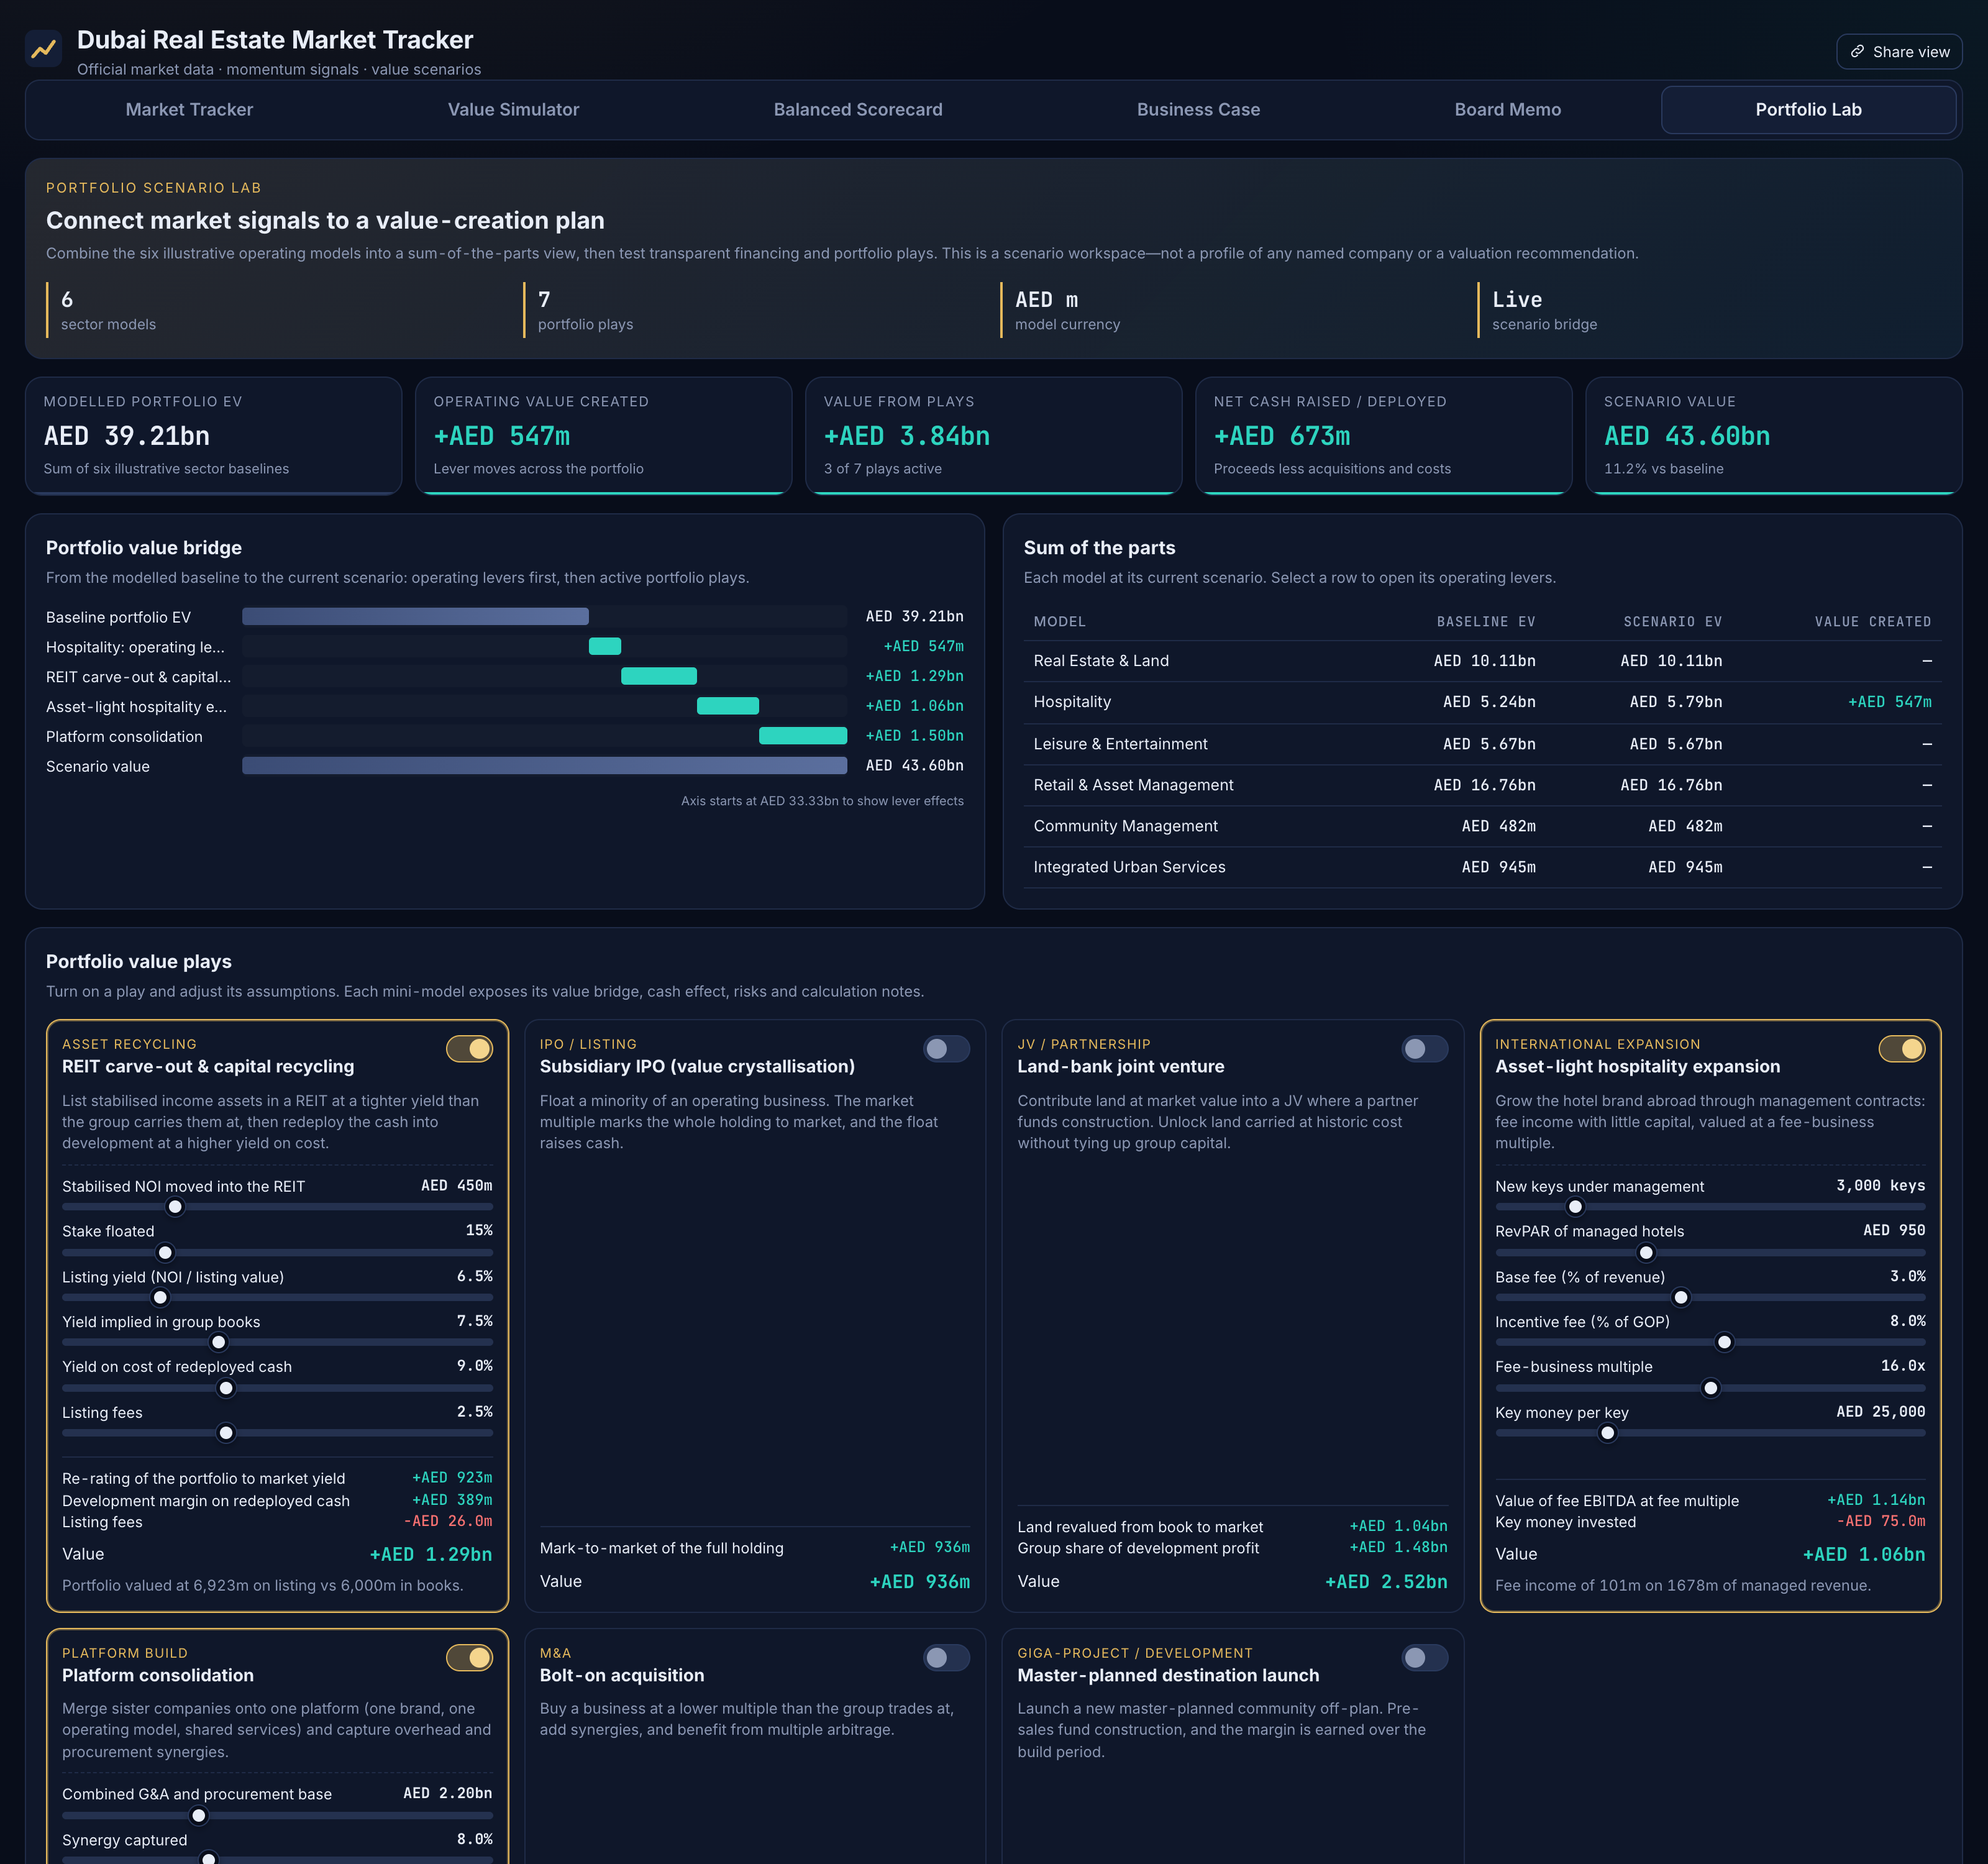 Dubai Real Estate Market Tracker
Official market data · momentum signals · value scenarios
Share view
Market Tracker
Value Simulator
Balanced Scorecard
Business Case
Board Memo
Portfolio Lab
PORTFOLIO SCENARIO LAB
Connect market signals to a value-creation plan
Combine the six illustrative operating models into a sum-of-the-parts view, then test transparent financing and portfolio plays. This is a scenario workspace—not a profile of any named company or a valuation recommendation.
6
sector models
7
portfolio plays
AED m
model currency
Live
scenario bridge
MODELLED PORTFOLIO EV
AED 39.21bn
Sum of six illustrative sector baselines
OPERATING VALUE CREATED
+AED 547m
Lever moves across the portfolio
VALUE FROM PLAYS
+AED 3.84bn
3 of 7 plays active
NET CASH RAISED / DEPLOYED
+AED 673m
Proceeds less acquisitions and costs
SCENARIO VALUE
AED 43.60bn
11.2% vs baseline
Portfolio value bridge
From the modelled baseline to the current scenario: operating levers first, then active portfolio plays.
Baseline portfolio EV AED 39.21bn
Hospitality: operating le... +AED 547m
REIT carve-out & capital... +AED 1.29bn
Asset-light hospitality e... +AED 1.06bn
Platform consolidation +AED 1.50bn
Scenario value AED 43.60bn
Axis starts at AED 33.33bn to show lever effects
Sum of the parts
Each model at its current scenario. Select a row to open its operating levers.
MODEL BASELINE EV SCENARIO EV VALUE CREATED
Real Estate & Land AED 10.11bn AED 10.11bn —
Hospitality AED 5.24bn AED 5.79bn +AED 547m
Leisure & Entertainment AED 5.67bn AED 5.67bn —
Retail & Asset Management AED 16.76bn AED 16.76bn —
Community Management AED 482m AED 482m —
Integrated Urban Services AED 945m AED 945m —
Portfolio value plays
Turn on a play and adjust its assumptions. Each mini-model exposes its value bridge, cash effect, risks and calculation notes.
ASSET RECYCLING
REIT carve-out & capital recycling
List stabilised income assets in a REIT at a tighter yield than
the group carries them at, then redeploy the cash into
development at a higher yield on cost.
Stabilised NOI moved into the REIT AED 450m
Stake floated 15%
Listing yield (NOI / listing value) 6.5%
Yield implied in group books 7.5%
Yield on cost of redeployed cash 9.0%
Listing fees 2.5%
Re-rating of the portfolio to market yield +AED 923m
Development margin on redeployed cash +AED 389m
Listing fees -AED 26.0m
Value +AED 1.29bn
Portfolio valued at 6,923m on listing vs 6,000m in books.
IPO / LISTING
Subsidiary IPO (value crystallisation)
Float a minority of an operating business. The market
multiple marks the whole holding to market, and the float
raises cash.
Mark-to-market of the full holding +AED 936m
Value +AED 936m
JV / PARTNERSHIP
Land-bank joint venture
Contribute land at market value into a JV where a partner
funds construction. Unlock land carried at historic cost
without tying up group capital.
Land revalued from book to market +AED 1.04bn
Group share of development profit +AED 1.48bn
Value +AED 2.52bn
INTERNATIONAL EXPANSION
Asset-light hospitality expansion
Grow the hotel brand abroad through management contracts:
fee income with little capital, valued at a fee-business
multiple.
New keys under management 3,000 keys
RevPAR of managed hotels AED 950
Base fee (% of revenue) 3.0%
Incentive fee (% of GOP) 8.0%
Fee-business multiple 16.0x
Key money per key AED 25,000
Value of fee EBITDA at fee multiple +AED 1.14bn
Key money invested -AED 75.0m
Value +AED 1.06bn
Fee income of 101m on 1678m of managed revenue.
PLATFORM BUILD
Platform consolidation
Merge sister companies onto one platform (one brand, one
operating model, shared services) and capture overhead and
procurement synergies.
Combined G&A and procurement base AED 2.20bn
Synergy captured 8.0%
M&A
Bolt-on acquisition
Buy a business at a lower multiple than the group trades at,
add synergies, and benefit from multiple arbitrage.
GIGA-PROJECT / DEVELOPMENT
Master-planned destination launch
Launch a new master-planned community off-plan. Pre-
sales fund construction, and the margin is earned over the
build period.